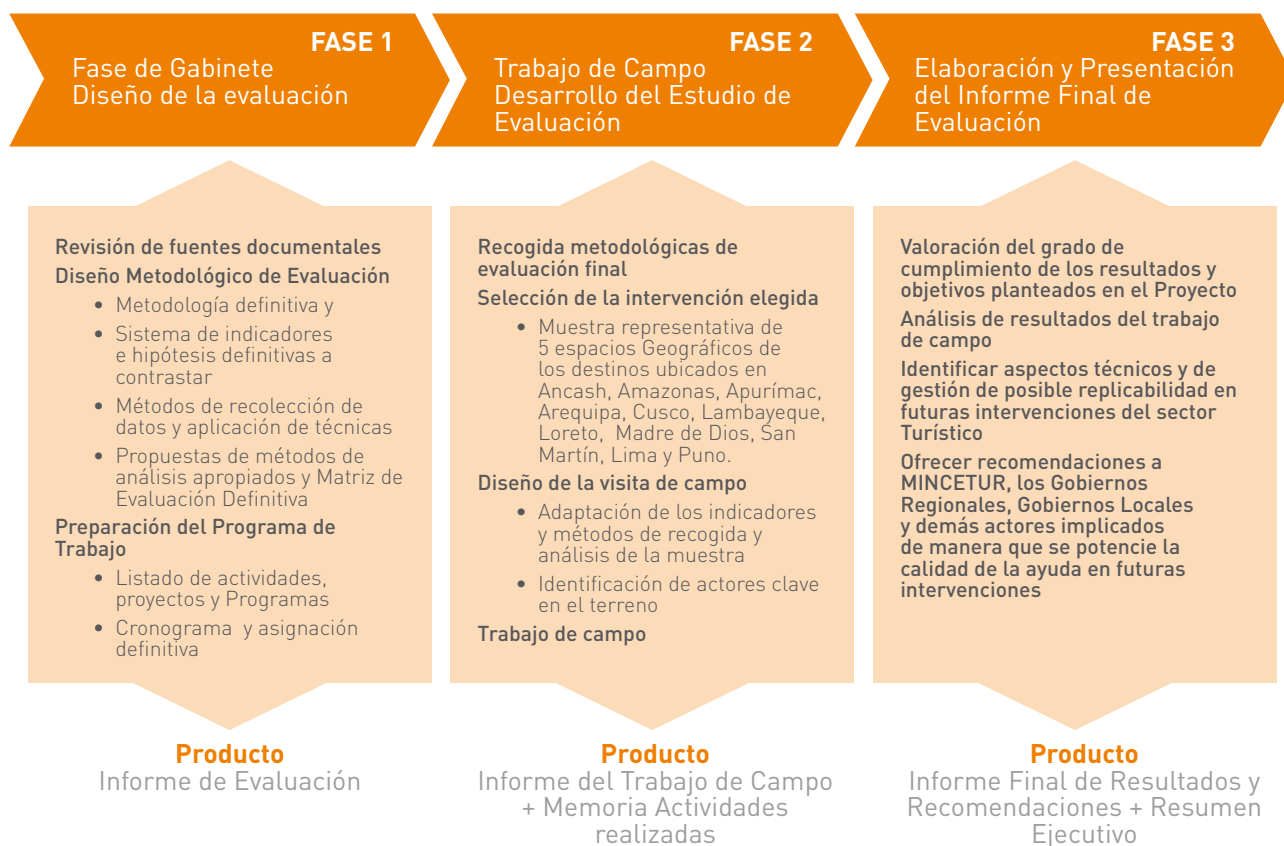 FASE 1
Fase de Gabinete
Diseño de la evaluación
Revisión de fuentes documentales
Diseño Metodológico de Evaluación
• Metodología definitiva y
• Sistema de indicadores
e hipótesis definitivas a
contrastar
• Métodos de recolección de
datos y aplicación de técnicas
• Propuestas de métodos de
análisis apropiados y Matriz de
Evaluación Definitiva
Preparación del Programa de
Trabajo
• Listado de actividades,
proyectos y Programas
• Cronograma y asignación
definitiva
Producto
Informe de Evaluación
FASE 2
Trabajo de Campo
Desarrollo del Estudio de
Evaluación
Recogida metodológicas de
evaluación final
Selección de la intervención elegida
• Muestra representativa de
5 espacios Geográficos de
los destinos ubicados en
Ancash, Amazonas, Apurímac,
Arequipa, Cusco, Lambayeque,
Loreto, Madre de Dios, San
Martín, Lima y Puno.
Diseño de la visita de campo
• Adaptación de los indicadores
y métodos de recogida y
análisis de la muestra
• Identificación de actores clave
en el terreno
Trabajo de campo
Producto
Informe del Trabajo de Campo
+ Memoria Actividades
realizadas
FASE 3
Elaboración y Presentación
del Informe Final de
Evaluación
Valoración del grado de
cumplimiento de los resultados y
objetivos planteados en el Proyecto
Análisis de resultados del trabajo
de campo
Identificar aspectos técnicos y de
gestión de posible replicabilidad en
futuras intervenciones del sector
Turístico
Ofrecer recomendaciones a
MINCETUR, los Gobiernos
Regionales, Gobiernos Locales
y demás actores implicados
de manera que se potencie la
calidad de la ayuda en futuras
intervenciones
Producto
Informe Final de Resultados y
Recomendaciones + Resumen
Ejecutivo